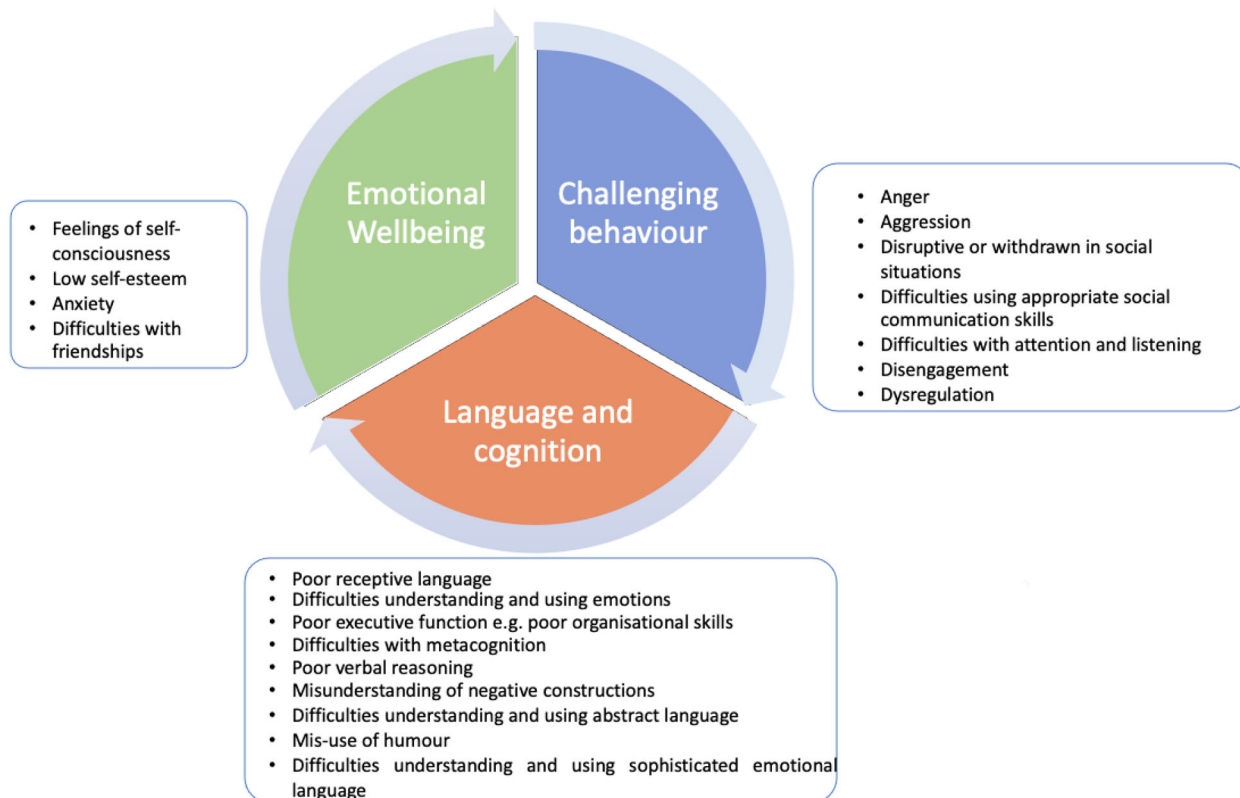 Emotional
Wellbeing
Challenging
behaviour
Language and
cognition
• Feelings of self-
consciousness
• Low self-esteem
• Anxiety
• Difficulties with
friendships
• Anger
• Aggression
• Disruptive or withdrawn in social
situations
• Difficulties using appropriate social
communication skills
• Difficulties with attention and listening
• Disengagement
• Dysregulation
• Poor receptive language
• Difficulties understanding and using emotions
• Poor executive function e.g. poor organisational skills
• Difficulties with metacognition
• Poor verbal reasoning
• Misunderstanding of negative constructions
• Difficulties understanding and using abstract language
• Mis-use of humour
• Difficulties understanding and using sophisticated emotional
language